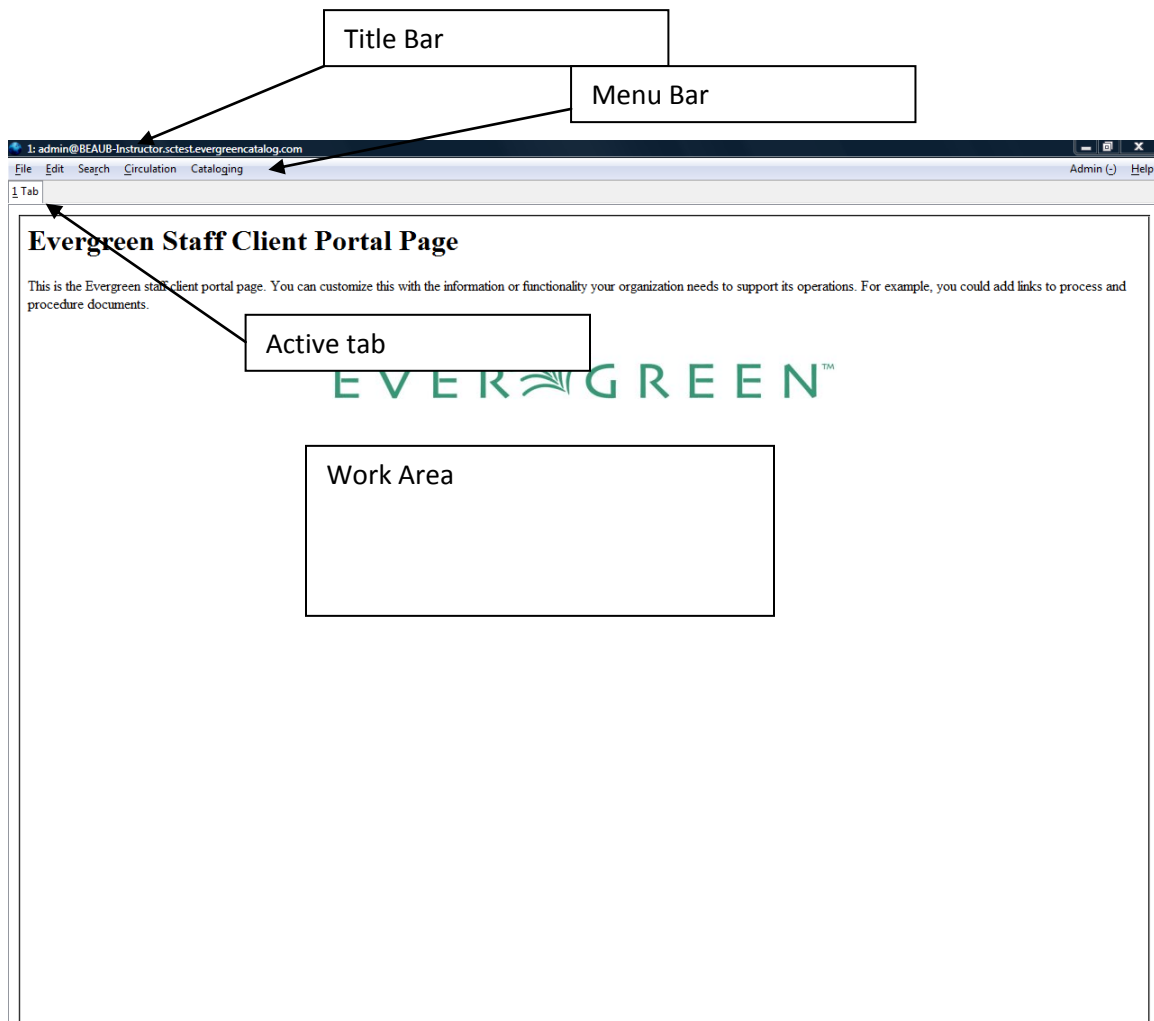 Title Bar
Menu Bar
1: admin@BEAUB-Instructor.sctest.evergreencatalog.com
File Edit Search Circulation Cataloging Admin (-) Help
1 Tab
Evergreen Staff Client Portal Page
This is the Evergreen staff client portal page. You can customize this with the information or functionality your organization needs to support its operations. For example, you could add links to process and
procedure documents.
Active tab
EVERGREEN™
Work Area